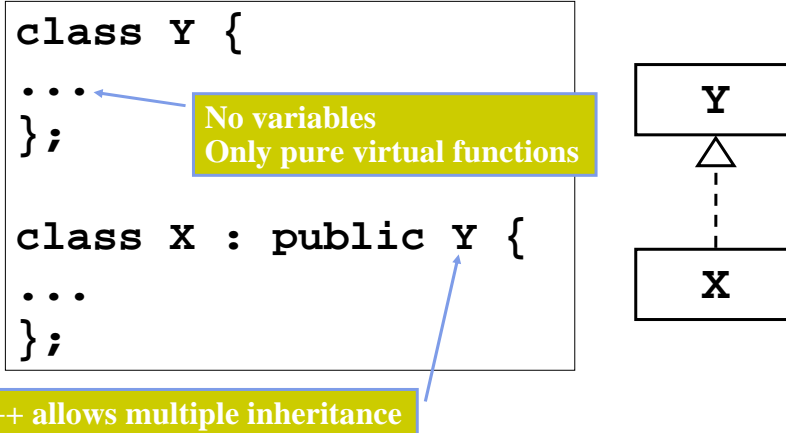 class Y {
...
};
No variables
Only pure virtual functions
class X : public Y {
...
};
++ allows multiple inheritance
Y
X